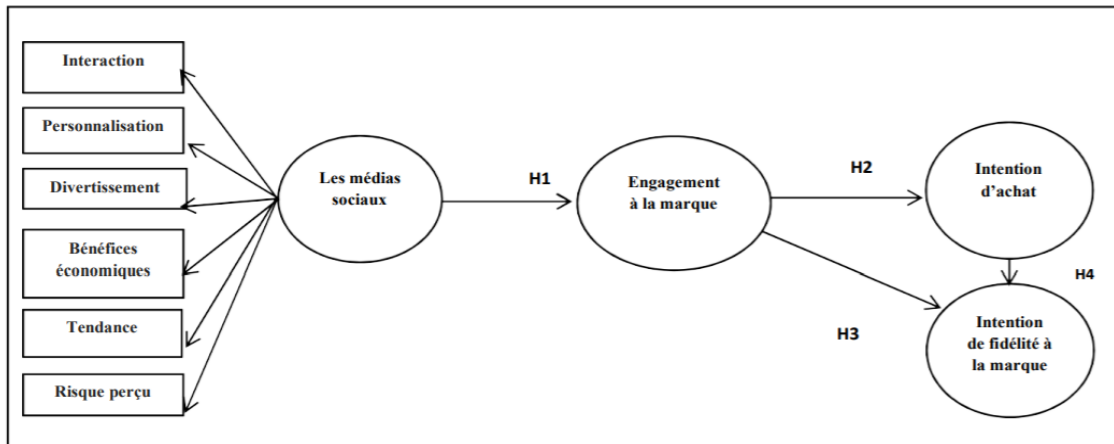 Interaction
Personnalisation
Divertissement
Bénéfices
économiques
Tendance
Risque perçu
Les médias
sociaux
H1
Engagement
à la marque
H2
H3
Intention
d'achat
H4
Intention
de fidélité à
la marque